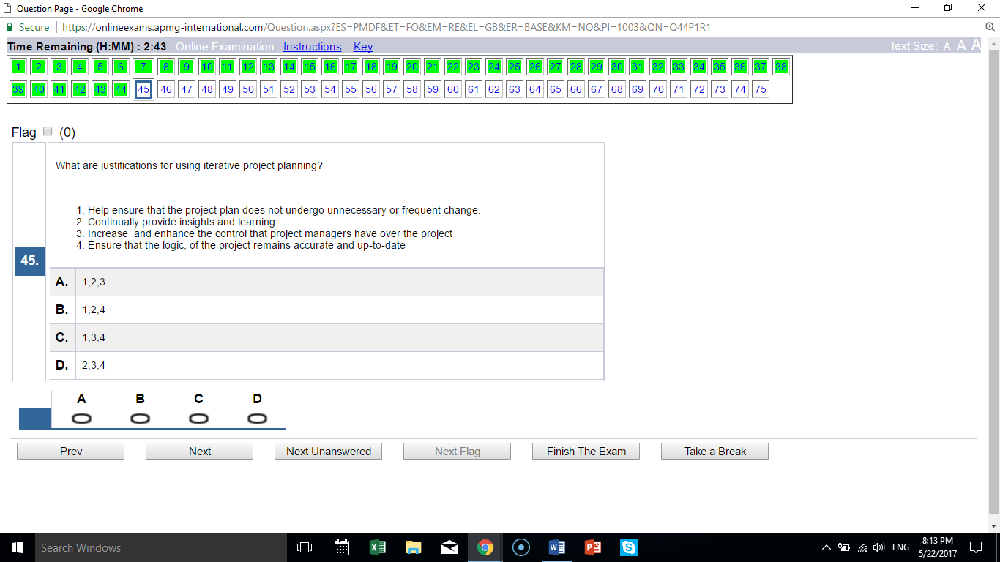 Question Page - Google Chrome
Secure https://onlineexams.apmg-international.com/Question.aspx?ES=PMDF&ET=FO&EM=RE&EL=GB&ER=BASE&KM=NO&PI=1003&QN=Q44P1R1
Time Remaining (H:MM) : 2:43 Online Examination Instructions Key Text Size: A A A
1 2 3 4 5 6 7 8 9 10 11 12 13 14 15 16 17 18 19 20 21 22 23 24 25 26 27 28 29 30 31 32 33 34 35 36 37 38
39 40 41 42 43 44 45 46 47 48 49 50 51 52 53 54 55 56 57 58 59 60 61 62 63 64 65 66 67 68 69 70 71 72 73 74 75
Flag (0)
What are justifications for using iterative project planning?
1. Help ensure that the project plan does not undergo unnecessary or frequent change.
2. Continually provide insights and learning
3. Increase  and enhance the control that project managers have over the project
4. Ensure that the logic, of the project remains accurate and up-to-date
45.
A. 1,2,3
B. 1,2,4
C. 1,3,4
D. 2,3,4
A B C D
Prev Next Next Unanswered Next Flag Finish The Exam Take a Break
Search Windows ENG 8:13 PM
5/22/2017